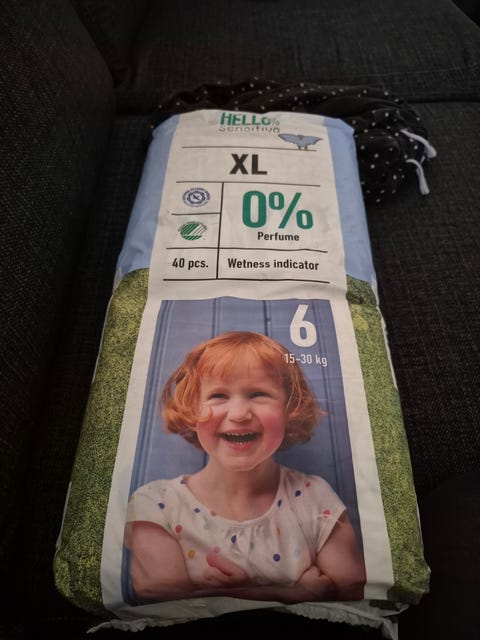 HELLO%
Sensitive
XL
0%
Perfume
40 pcs.
Wetness indicator
6
15-30 kg